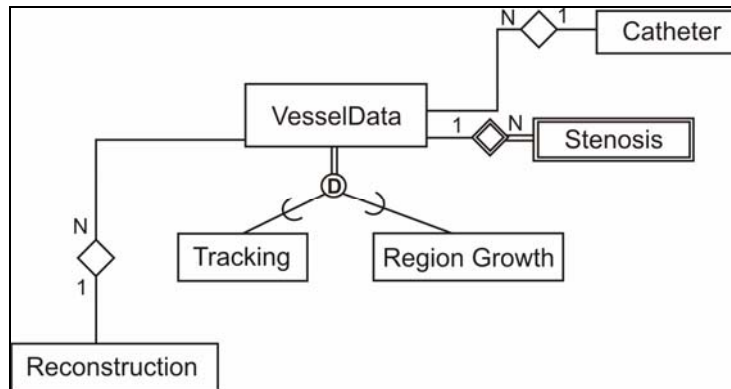 N 1 Catheter
VesselData
1 N Stenosis
D
N
Tracking Region Growth
1
Reconstruction